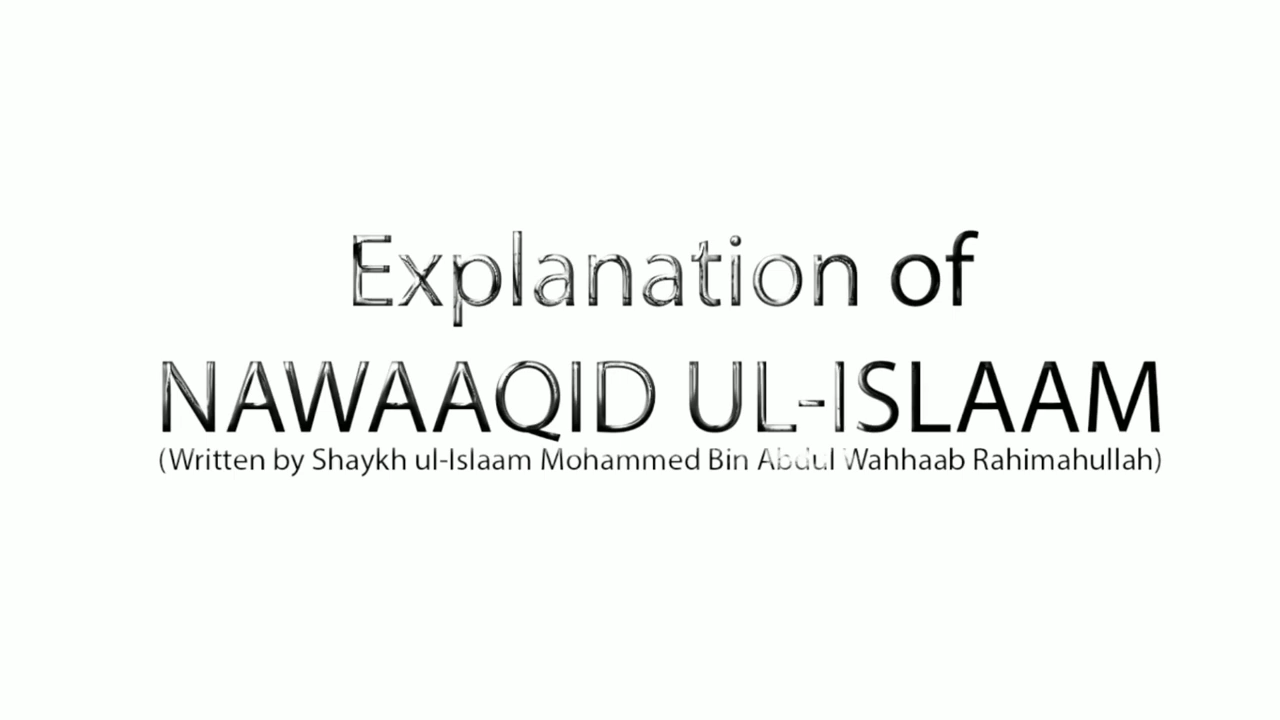 Explanation of
NAWAAQID UL-ISLAAM
(Written by Shaykh ul-Islaam Mohammed Bin Abdul Wahhaab Rahimahullah)